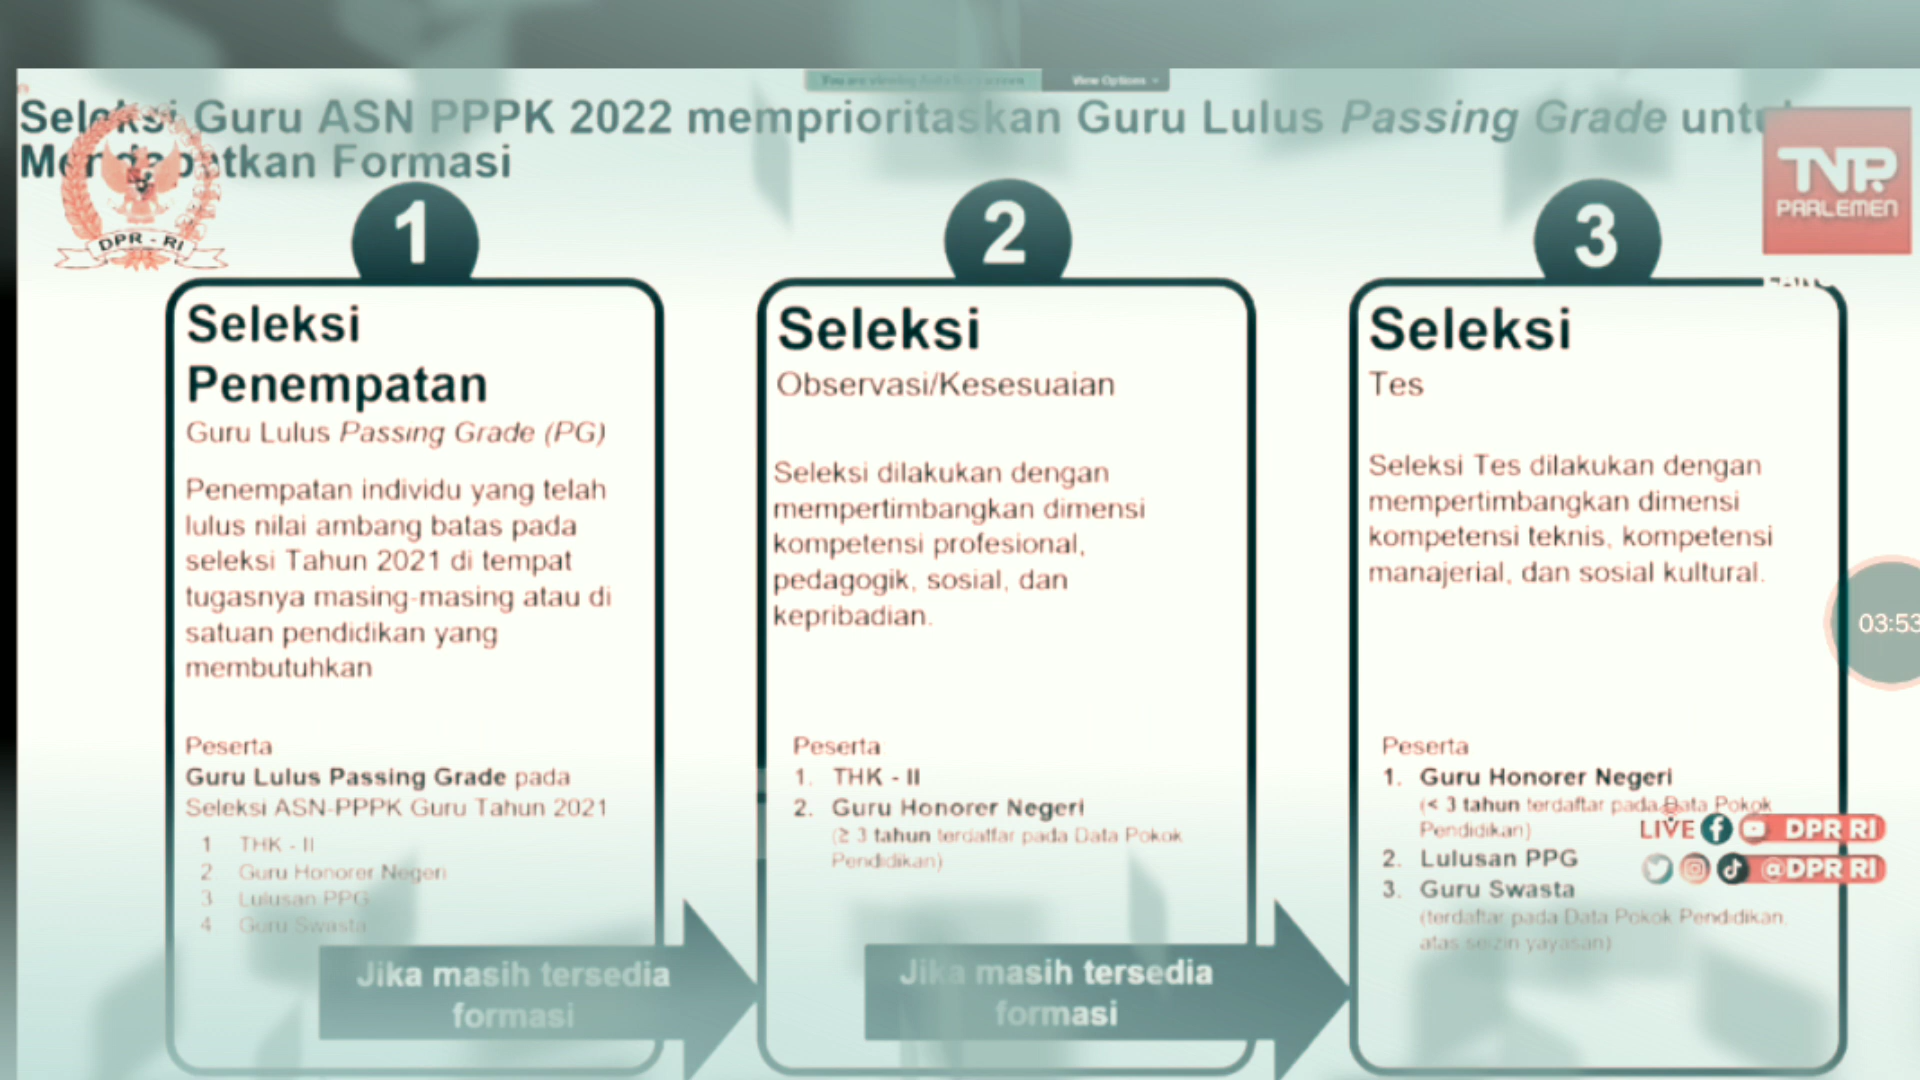 View Options
Seleksi Guru ASN PPPK 2022 memprioritaskan Guru Lulus Passing Grade
Formasi
DPR - RI
TVR
PARLEMEN
1
Seleksi
Penempatan
Guru Lulus Passing Grade (PG)
Penempatan individu yang telah
lulus nilai ambang batas pada
seleksi Tahun 2021 di tempat
tugasnya masing-masing atau di
satuan pendidikan yang
membutuhkan
Peserta
Guru Lulus Passing Grade pada
Seleksi ASN-PPPK Guru Tahun 2021
1 THK - II
2 Guru Honorer Negeri
3 Lulusan PPG
4 Guru Swasta
Jika masih tersedia
formasi
2
Seleksi
Observasi/Kesesuaian
Seleksi dilakukan dengan
mempertimbangkan dimensi
kompetensi profesional,
pedagogik, sosial, dan
kepribadian.
Peserta
1. THK - II
2. Guru Honorer Negeri
(≥ 3 tahun terdaftar pada Data Pokok
Pendidikan)
Jika masih tersedia
formasi
3
Seleksi
Tes
Seleksi Tes dilakukan dengan
mempertimbangkan dimensi
kompetensi teknis, kompetensi
manajerial, dan sosial kultural.
Peserta
1. Guru Honorer Negeri
(< 3 tahun terdaftar pada Data Pokok
Pendidikan)
2. Lulusan PPG
3. Guru Swasta
(terdaftar pada Data Pokok Pendidikan,
atas seizin yayasan)
03:53
LIVE DPR RI
@DPR RI